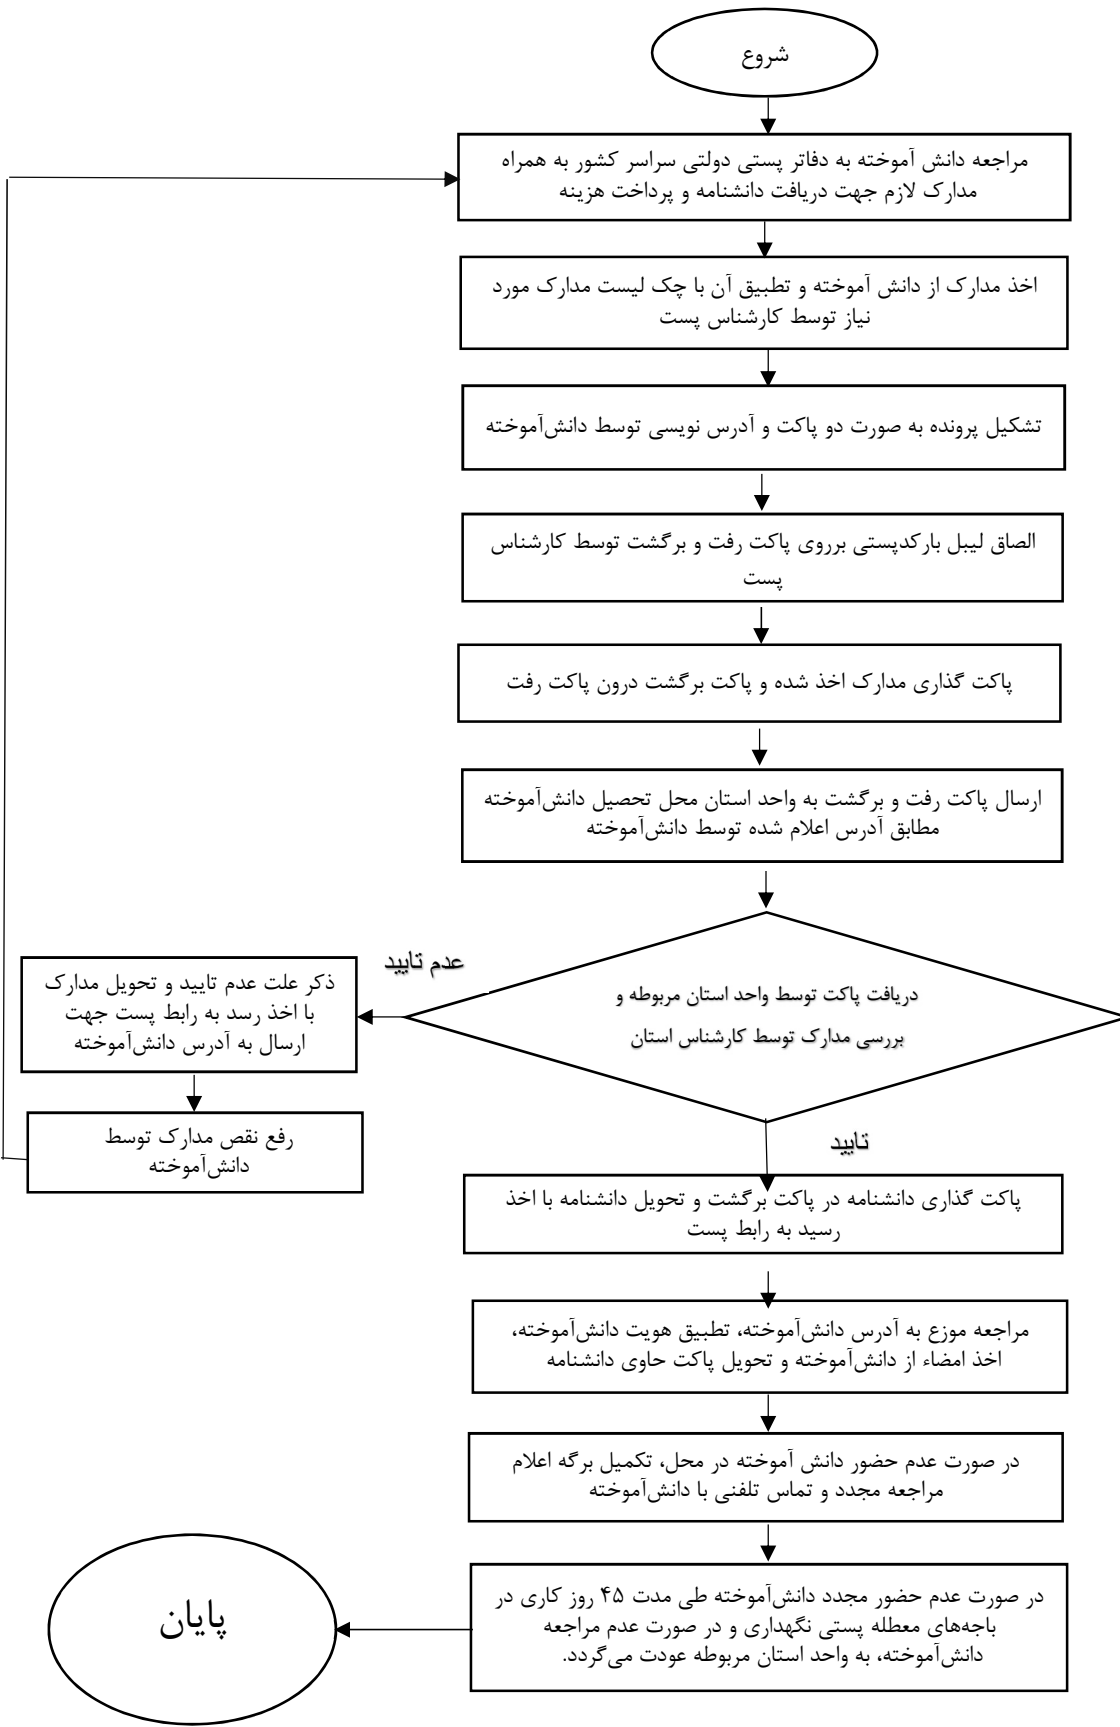 شروع
مراجعه دانش آموخته به دفاتر پستی دولتی سراسر کشور به همراه
مدارک لازم جهت دریافت دانشنامه و پرداخت هزینه
اخذ مدارک از دانش آموخته و تطبیق آن با چک لیست مدارک مورد
نیاز توسط کارشناس پست
تشکیل پرونده به صورت دو پاکت و آدرس نویسی توسط دانش‌آموخته
الصاق لیبل بارکدپستی برروی پاکت رفت و برگشت توسط کارشناس
پست
پاکت گذاری مدارک اخذ شده و پاکت برگشت درون پاکت رفت
ارسال پاکت رفت و برگشت به واحد استان محل تحصیل دانش‌آموخته
مطابق آدرس اعلام شده توسط دانش‌آموخته
دریافت پاکت توسط واحد استان مربوطه و
بررسی مدارک توسط کارشناس استان
عدم تایید
ذکر علت عدم تایید و تحویل مدارک
با اخذ رسد به رابط پست جهت
ارسال به آدرس دانش‌آموخته
رفع نقص مدارک توسط
دانش‌آموخته
تایید
پاکت گذاری دانشنامه در پاکت برگشت و تحویل دانشنامه با اخذ
رسید به رابط پست
مراجعه موزع به آدرس دانش‌آموخته، تطبیق هویت دانش‌آموخته،
اخذ امضاء از دانش‌آموخته و تحویل پاکت حاوی دانشنامه
در صورت عدم حضور دانش آموخته در محل، تکمیل برگه اعلام
مراجعه مجدد و تماس تلفنی با دانش‌آموخته
در صورت عدم حضور مجدد دانش‌آموخته طی مدت ۴۵ روز کاری در
باجه‌های معطله پستی نگهداری و در صورت عدم مراجعه
دانش‌آموخته، به واحد استان مربوطه عودت می‌گردد.
پایان